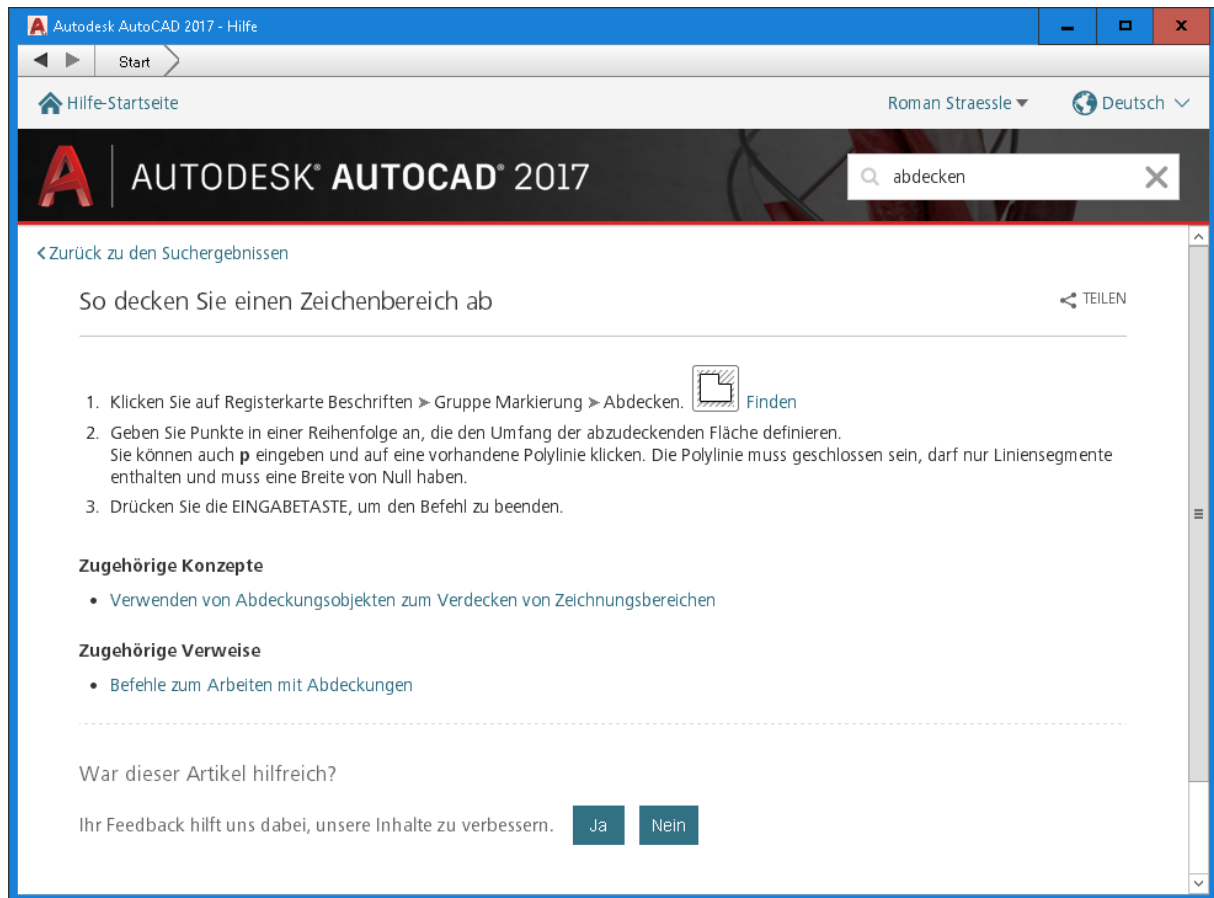 Autodesk AutoCAD 2017 - Hilfe
Start
Hilfe-Startseite
Roman Straessle
Deutsch
AUTODESK® AUTOCAD® 2017
abdecken
Zurück zu den Suchergebnissen
So decken Sie einen Zeichenbereich ab
TEILEN
1. Klicken Sie auf Registerkarte Beschriften ➤ Gruppe Markierung ➤ Abdecken. Finden
2. Geben Sie Punkte in einer Reihenfolge an, die den Umfang der abzudeckenden Fläche definieren.
Sie können auch p eingeben und auf eine vorhandene Polylinie klicken. Die Polylinie muss geschlossen sein, darf nur Liniensegmente
enthalten und muss eine Breite von Null haben.
3. Drücken Sie die EINGABETASTE, um den Befehl zu beenden.
Zugehörige Konzepte
• Verwenden von Abdeckungsobjekten zum Verdecken von Zeichnungsbereichen
Zugehörige Verweise
• Befehle zum Arbeiten mit Abdeckungen
War dieser Artikel hilfreich?
Ihr Feedback hilft uns dabei, unsere Inhalte zu verbessern.
Ja
Nein